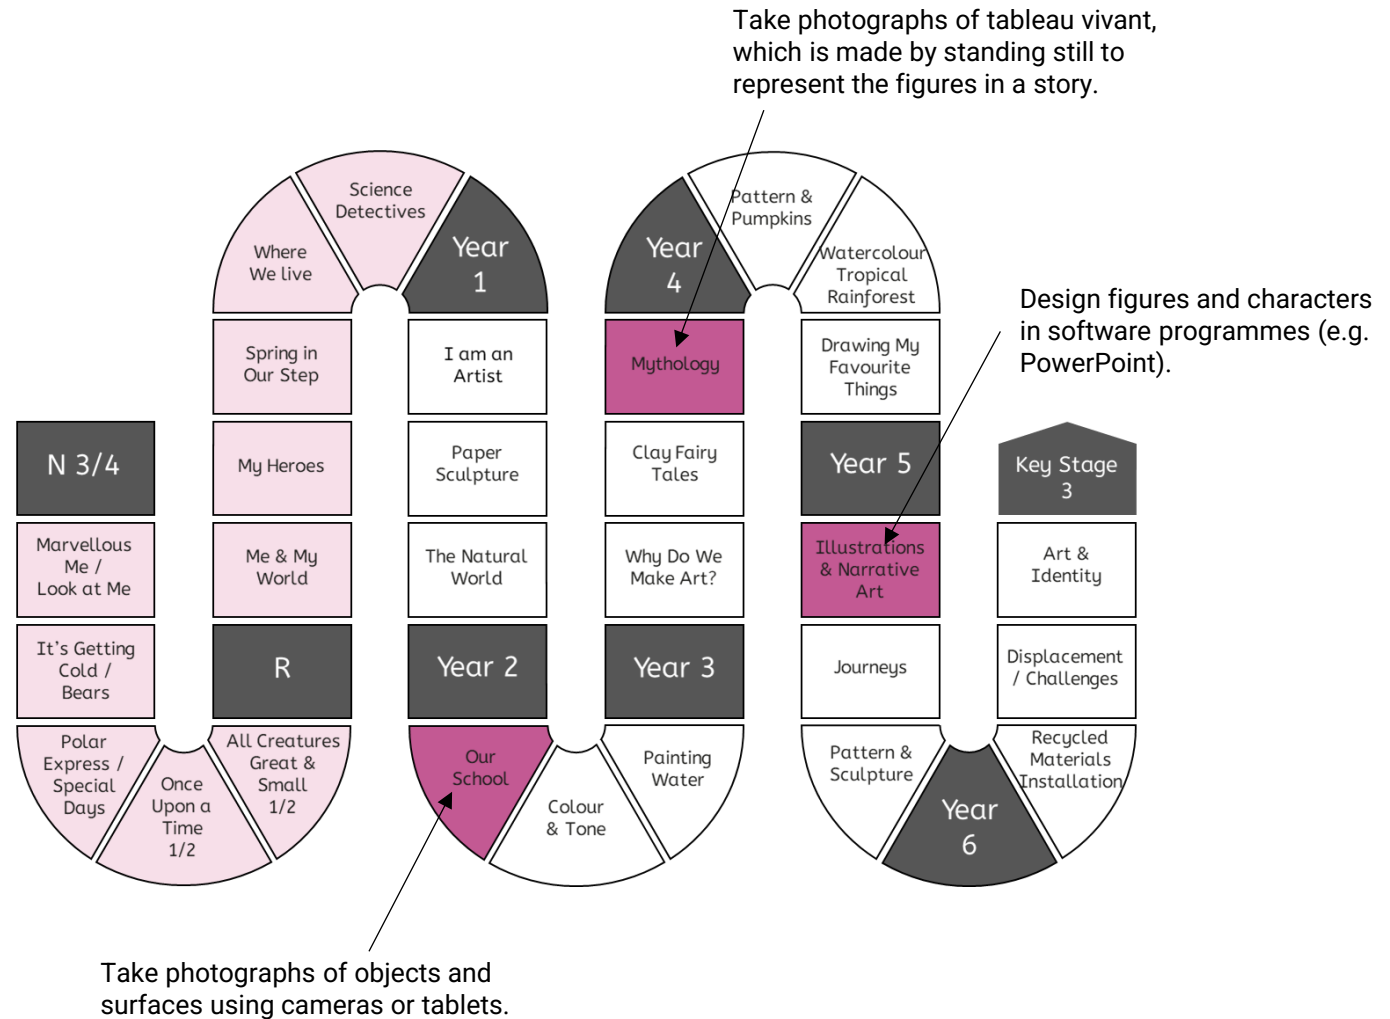 Take photographs of tableau vivant,
which is made by standing still to
represent the figures in a story.
Science
Detectives
Where
We live
Year
1
Spring in
Our Step
I am an
Artist
My Heroes
Paper
Sculpture
Me & My
World
The Natural
World
N 3/4
Marvellous
Me /
Look at Me
It's Getting
Cold /
Bears
Polar
Express /
Special
Days
Once
Upon a
Time
1/2
All Creatures
Great &
Small
1/2
R
Year 2
Our
School
Colour
& Tone
Painting
Water
Year 3
Why Do We
Make Art?
Clay Fairy
Tales
Mythology
Year
4
Pattern &
Pumpkins
Watercolour
Tropical
Rainforest
Drawing My
Favourite
Things
Year 5
Illustrations
& Narrative
Art
Journeys
Pattern &
Sculpture
Year
6
Recycled
Materials
Installation
Displacement
/ Challenges
Art &
Identity
Key Stage
3
Design figures and characters
in software programmes (e.g.
PowerPoint).
Take photographs of objects and
surfaces using cameras or tablets.